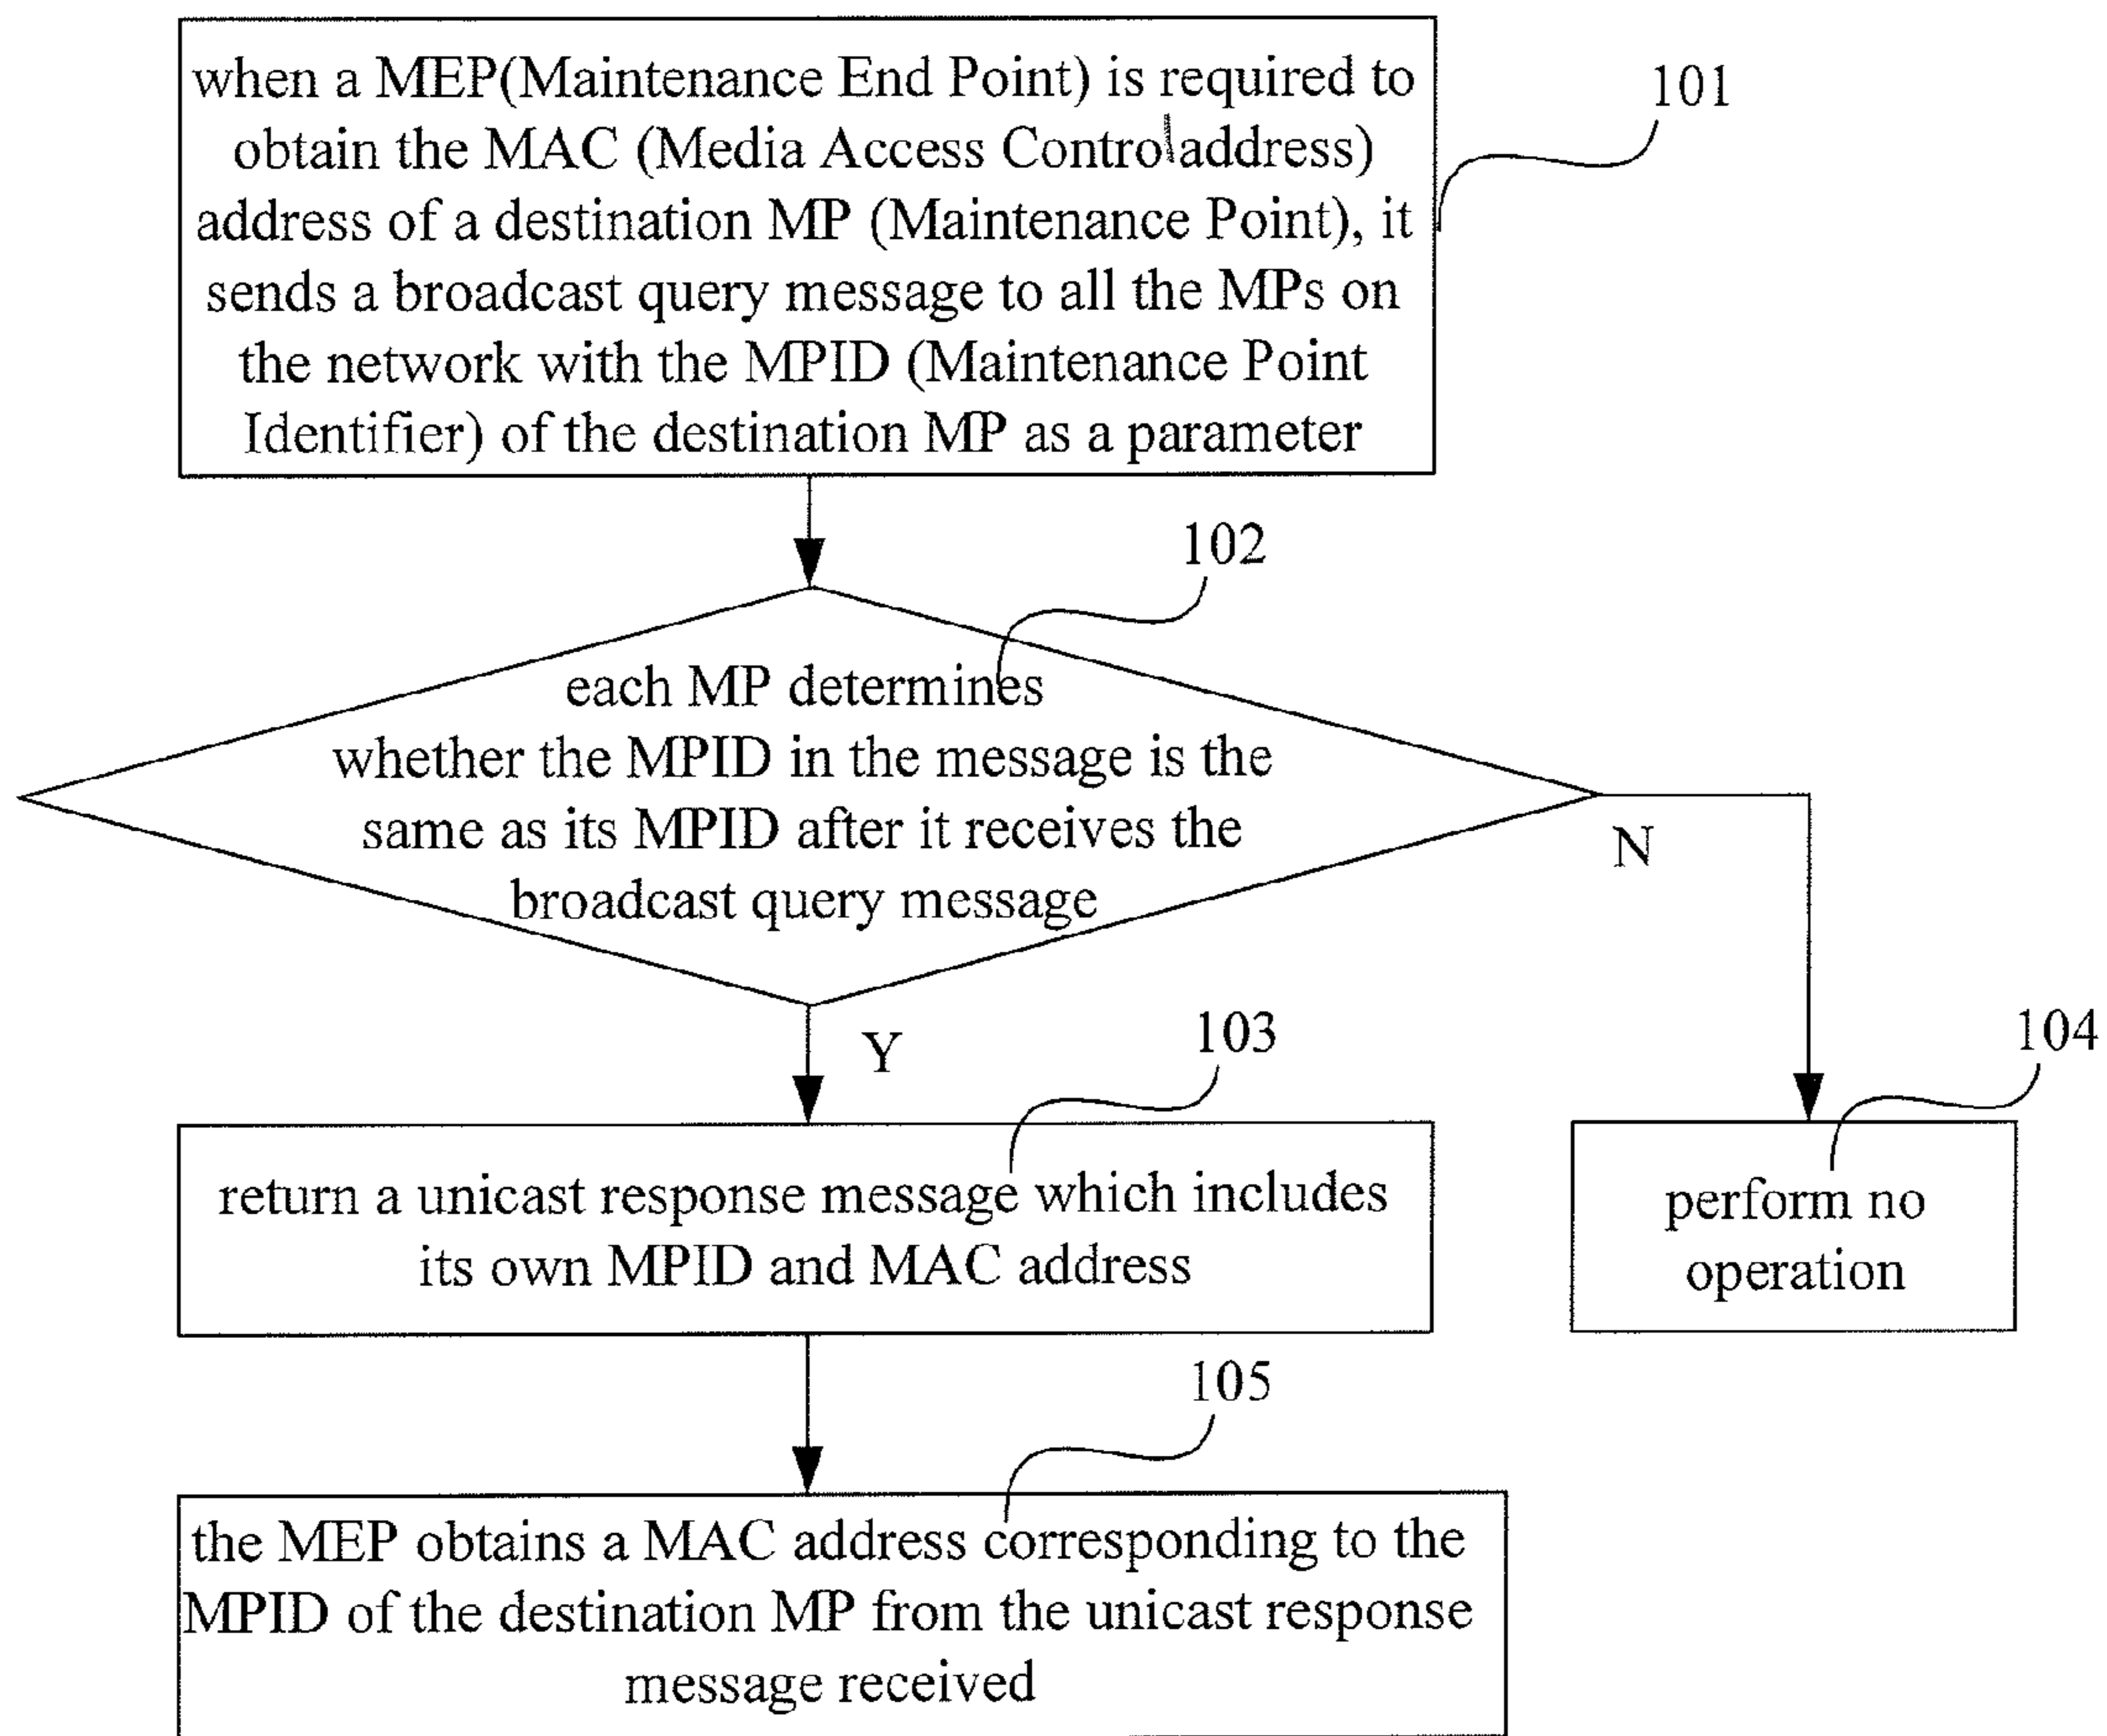 when a MEP(Maintenance End Point) is required to
101
obtain the MAC (Media Access Control address)
address of a destination MP (Maintenance Point), it
sends a broadcast query message to all the MPs on
the network with the MPID (Maintenance Point
Identifier) of the destination MP as a parameter
102
each MP determines
whether the MPID in the message is the
same as its MPID after it receives the
broadcast query message
N
Y
103
104
return a unicast response message which includes
its own MPID and MAC address
perform no
operation
105
the MEP obtains a MAC address corresponding to the
MPID of the destination MP from the unicast response
message received